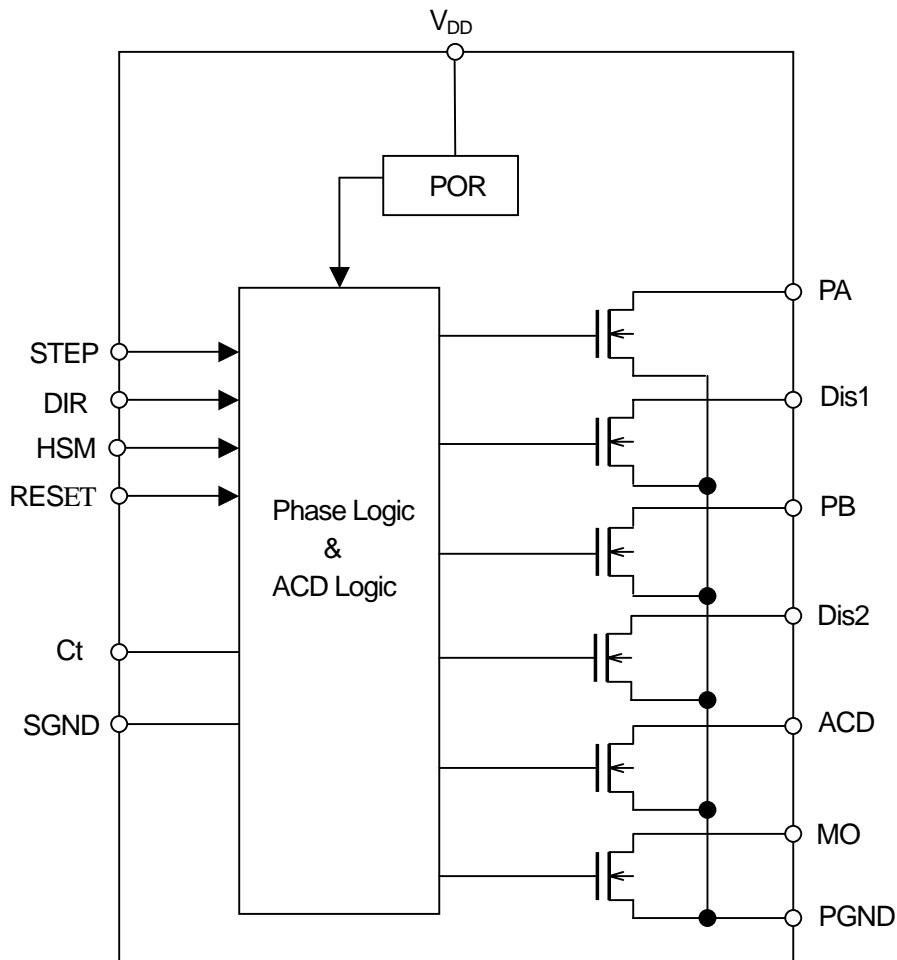 VDD
POR
PA
STEP
DIR
Dis1
HSM
RESET
Phase Logic
&
ACD Logic
PB
Dis2
Ct
SGND
ACD
MO
PGND